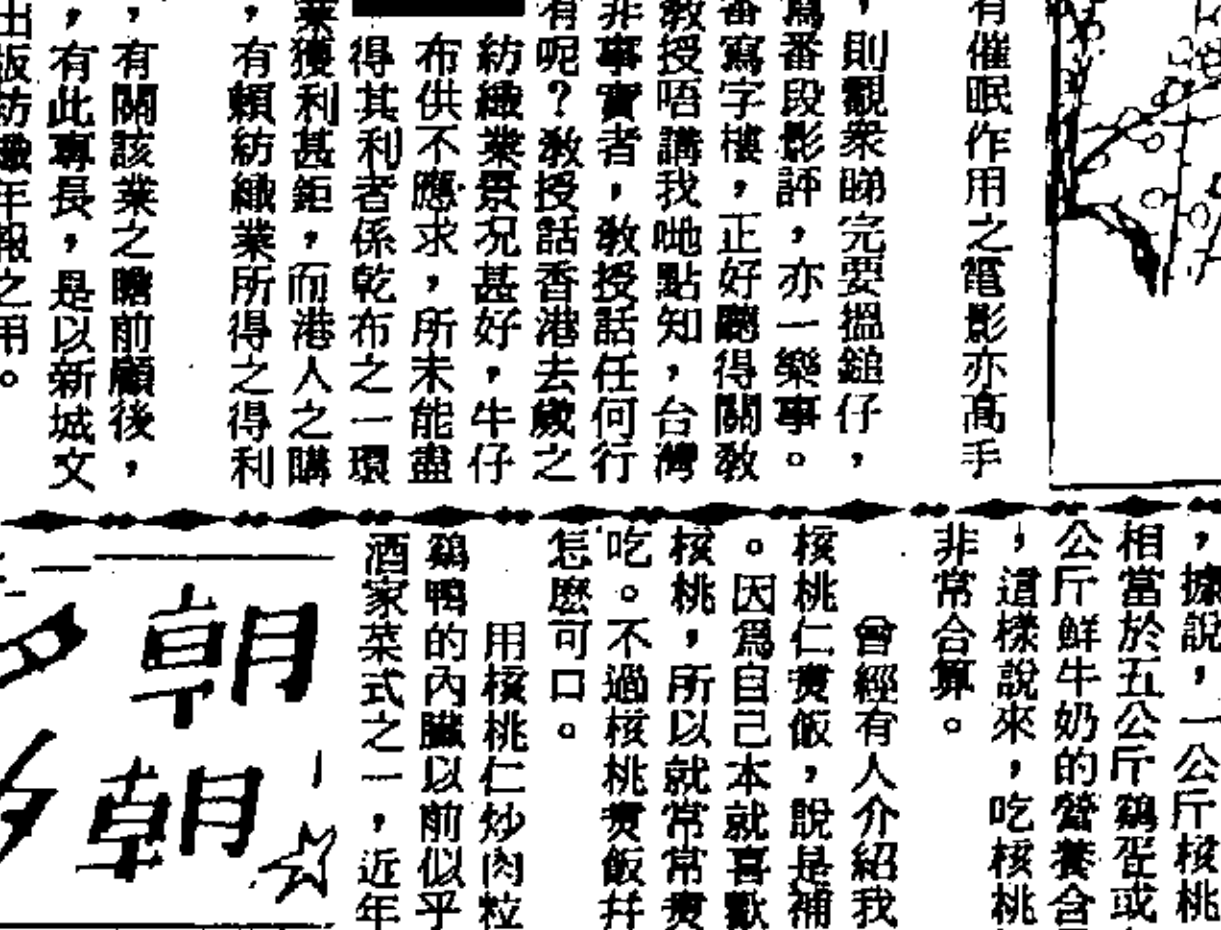 有催眠作用之電影亦高手
，則觀衆睇完要搵鎚仔，
爲番段影評，亦一樂事。
番寫字樓，正好聽得關教
教授唔講我哋點知，台灣
非事實者，教授話任何行
有呢？教授話香港去歲之
紡織業景況甚好，牛仔
布供不應求，所未能盡
得其利者係乾布之一環
業獲利甚鉅，而港人之購
，有賴紡織業所得之得利
，有關該業之瞻前顧後，
，有此專長，是以新城文
出版紡織年報之用。
，據說，一公斤核桃
相當於五公斤鷄疍或
公斤鮮牛奶的營養含
，這樣說來，吃核桃
非常合算。
曾經有人介紹我
核桃仁煑飯，說是補
。因爲自己本就喜歡
核桃，所以就常常煑
吃。不過核桃煑飯幷
怎麽可口。
用核桃仁炒肉粒
鷄鴨的內臟以前似乎
酒家菜式之一，近年
朝
朝